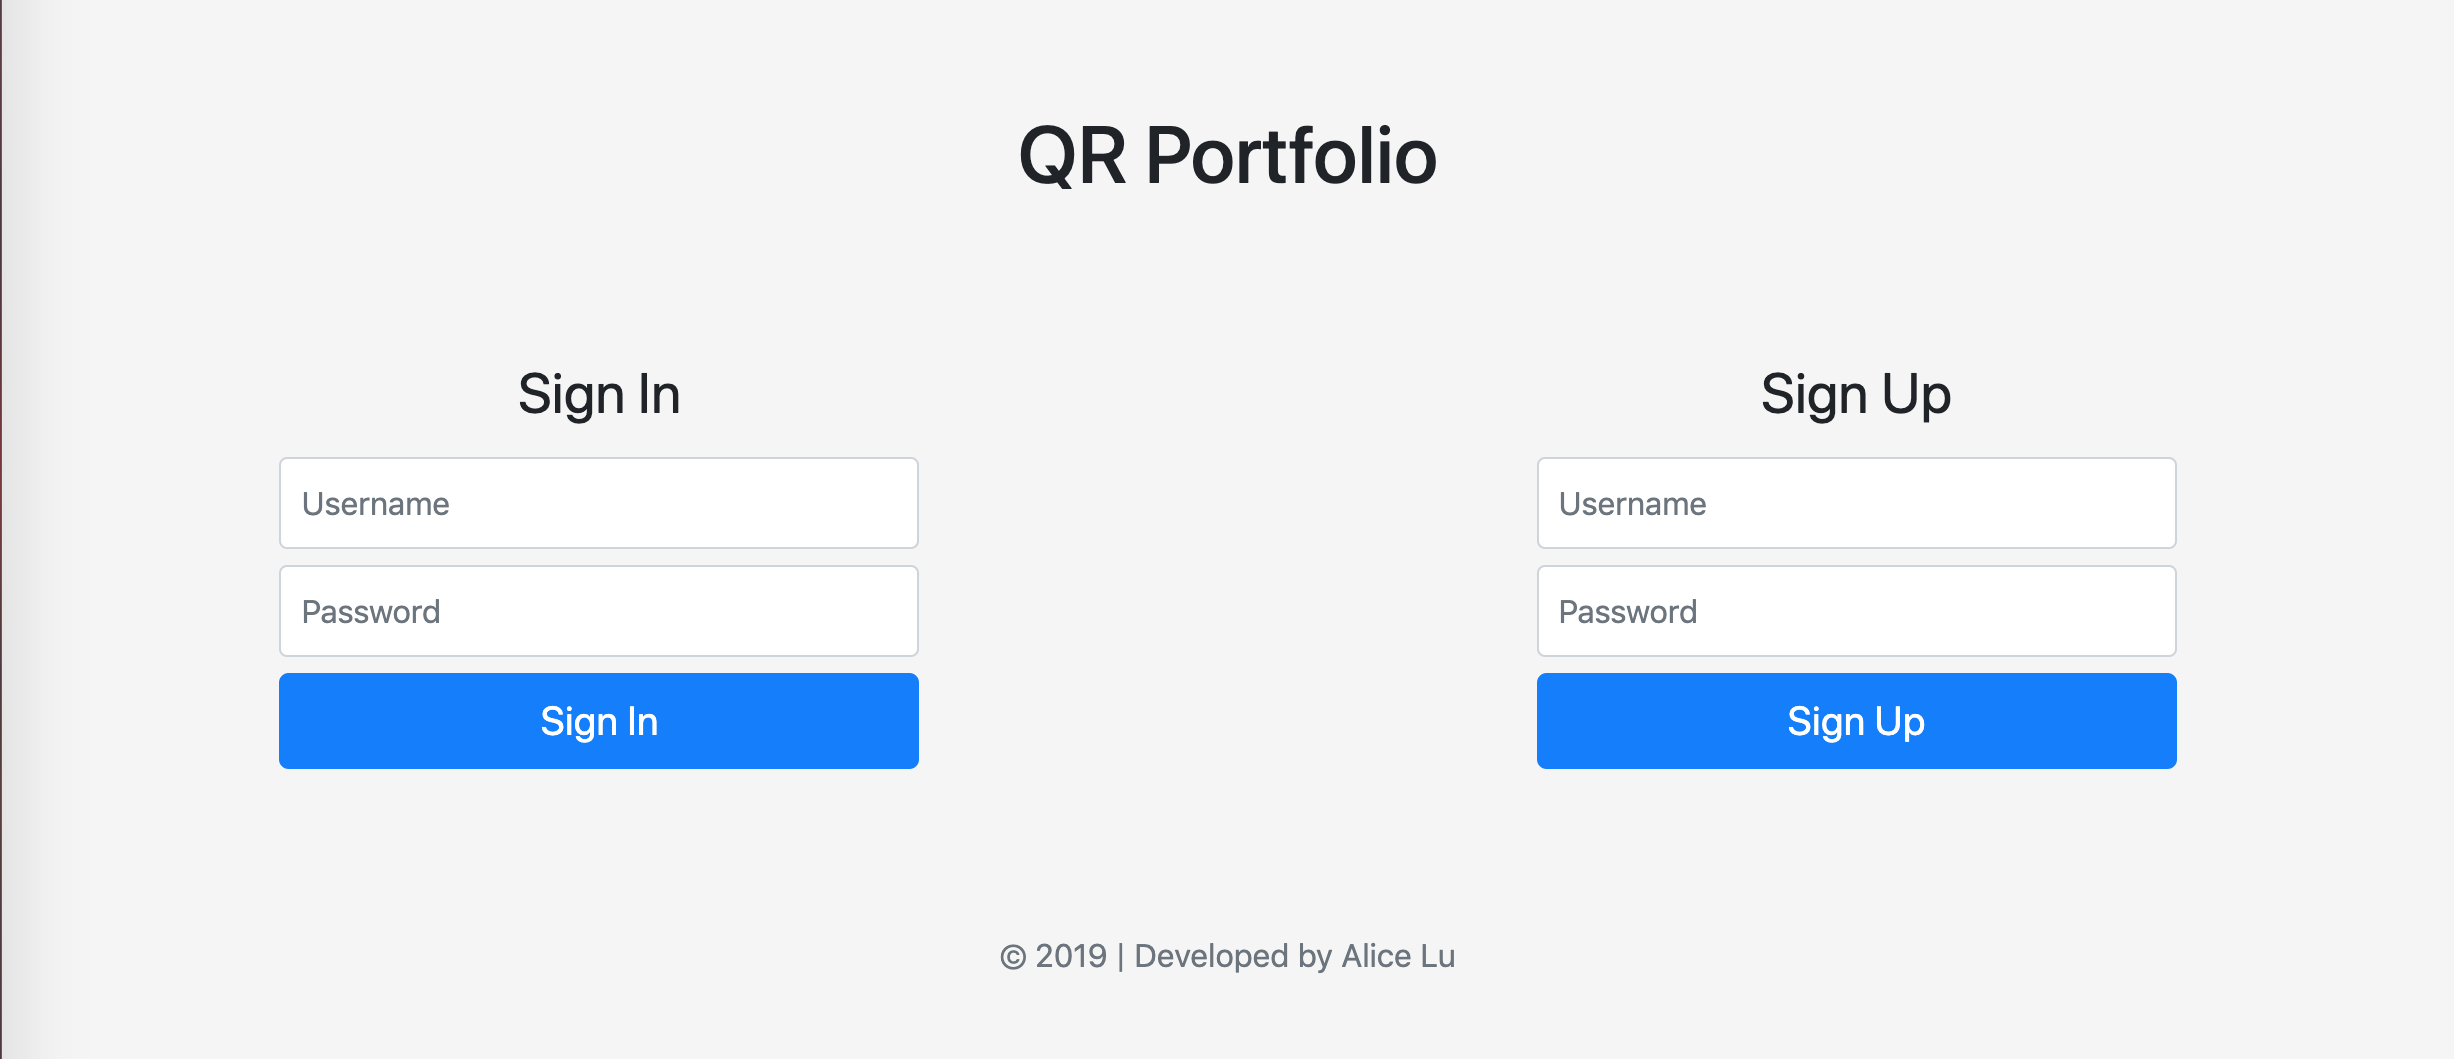 QR Portfolio
Sign In
Username
Password
Sign In
Sign Up
Username
Password
Sign Up
© 2019 | Developed by Alice Lu